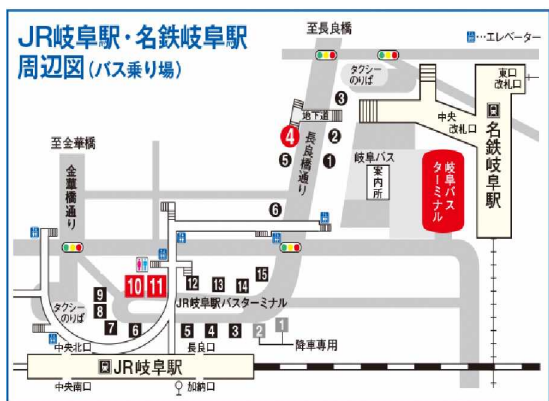 JR岐阜駅・名鉄岐阜駅
周辺図(バス乗り場)
至長良橋
…エレベーター
タクシー
のりば
東口
改札口
3
地下道
中央
改札口
名鉄岐阜駅
4
2
長良橋通り
至金華橋
5
1
岐阜バス
案内所
岐阜バス
ターミナル
金華橋通り
6
9
10
11
12
13
14
15
タクシー
のりば
8
JR岐阜駅バスターミナル
7
6
5
4
3
2
1
中央北口
長良口
降車専用
JR岐阜駅
中央南口
加納口